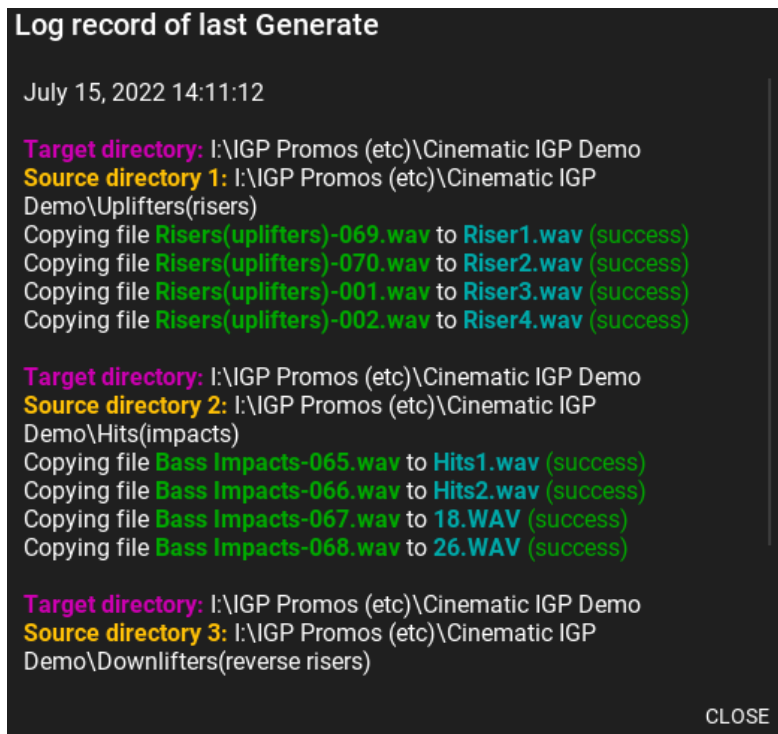 Log record of last Generate
July 15, 2022 14:11:12
Target directory: I:\IGP Promos (etc)\Cinematic IGP Demo
Source directory 1: I:\IGP Promos (etc)\Cinematic IGP
Demo\Uplifters(risers)
Copying file Risers(uplifters)-069.wav to Riser1.wav (success)
Copying file Risers(uplifters)-070.wav to Riser2.wav (success)
Copying file Risers(uplifters)-001.wav to Riser3.wav (success)
Copying file Risers(uplifters)-002.wav to Riser4.wav (success)
Target directory: I:\IGP Promos (etc)\Cinematic IGP Demo
Source directory 2: I:\IGP Promos (etc)\Cinematic IGP
Demo\Hits(impacts)
Copying file Bass Impacts-065.wav to Hits1.wav (success)
Copying file Bass Impacts-066.wav to Hits2.wav (success)
Copying file Bass Impacts-067.wav to 18.WAV (success)
Copying file Bass Impacts-068.wav to 26.WAV (success)
Target directory: I:\IGP Promos (etc)\Cinematic IGP Demo
Source directory 3: I:\IGP Promos (etc)\Cinematic IGP
Demo\Downlifters(reverse risers)
CLOSE